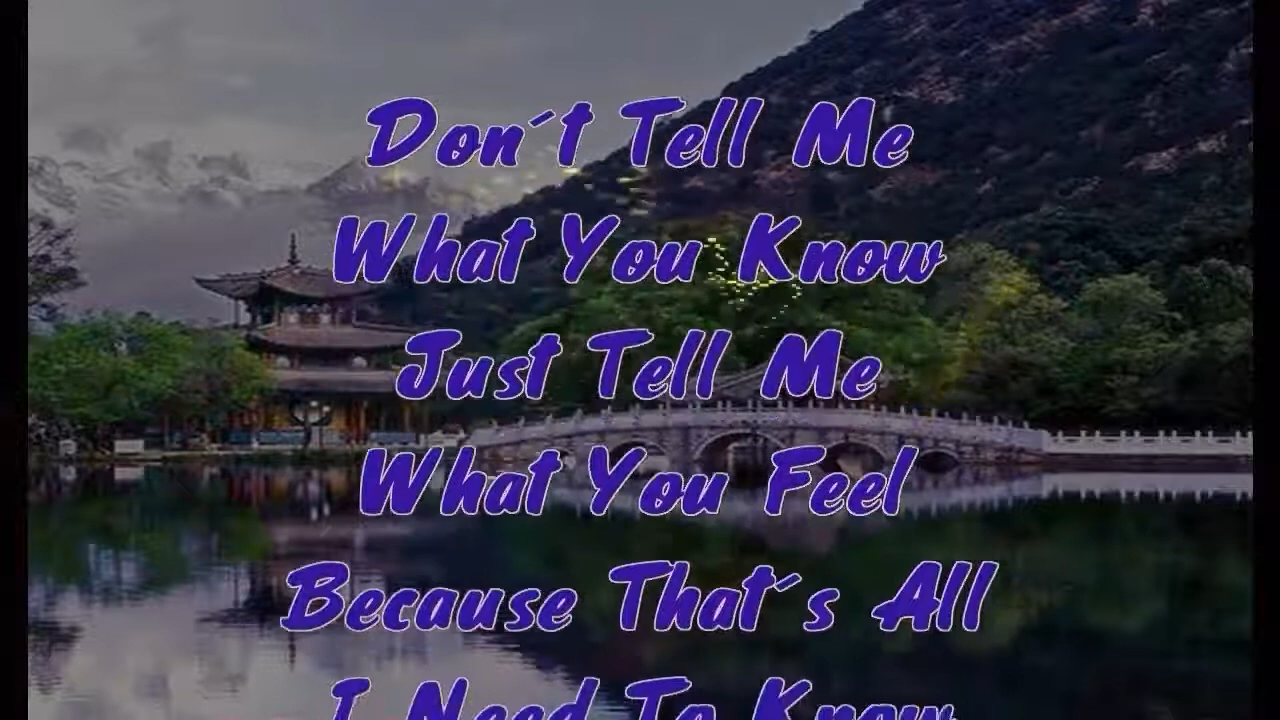 Don´t Tell Me
What You Know
Just Tell Me
What You Feel
Because That´s All
I Need To Know